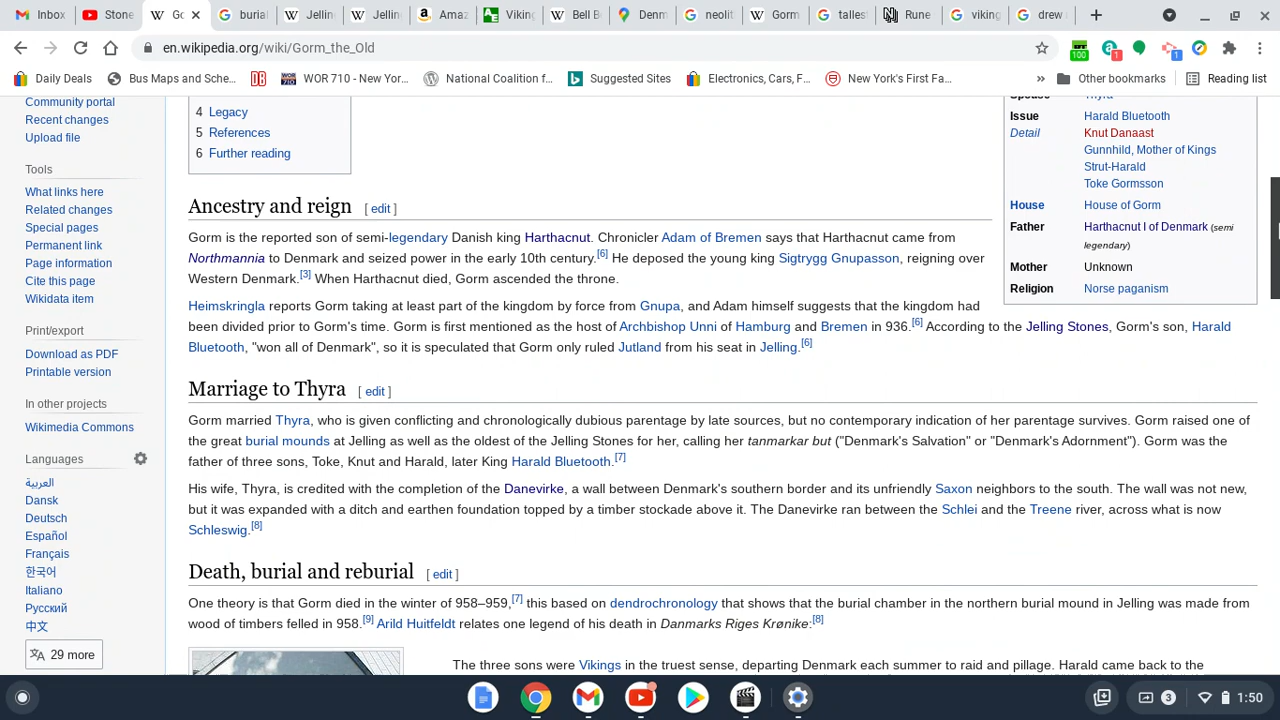 Inbox Stone Go burial Jellin Jellin Amaz Viking Bell B Denm neolit Gorm tallest Rune viking drew
en.wikipedia.org/wiki/Gorm_the_Old 100 1 1
Daily Deals Bus Maps and Sche... DB WOR 710 - New Yor... National Coalition f... Suggested Sites Electronics, Cars, F... New York's First Fa... » Other bookmarks Reading list
Community portal
Recent changes
Upload file
Tools
What links here
Related changes
Special pages
Permanent link
Page information
Cite this page
Wikidata item
Print/export
Download as PDF
Printable version
In other projects
Wikimedia Commons
Languages
العربية
Dansk
Deutsch
Español
Français
한국어
Italiano
Русский
中文
29 more
4 Legacy
5 References
6 Further reading
Spouse Thyra
Issue Harald Bluetooth
Detail Knut Danaast
Gunnhild, Mother of Kings
Strut-Harald
Toke Gormsson
House House of Gorm
Father Harthacnut I of Denmark (semi
legendary)
Mother Unknown
Religion Norse paganism
Ancestry and reign [ edit ]
Gorm is the reported son of semi-legendary Danish king Harthacnut. Chronicler Adam of Bremen says that Harthacnut came from
Northmannia to Denmark and seized power in the early 10th century.[6] He deposed the young king Sigtrygg Gnupasson, reigning over
Western Denmark.[3] When Harthacnut died, Gorm ascended the throne.
Heimskringla reports Gorm taking at least part of the kingdom by force from Gnupa, and Adam himself suggests that the kingdom had
been divided prior to Gorm's time. Gorm is first mentioned as the host of Archbishop Unni of Hamburg and Bremen in 936.[6] According to the Jelling Stones, Gorm's son, Harald
Bluetooth, "won all of Denmark", so it is speculated that Gorm only ruled Jutland from his seat in Jelling.[6]
Marriage to Thyra [ edit ]
Gorm married Thyra, who is given conflicting and chronologically dubious parentage by late sources, but no contemporary indication of her parentage survives. Gorm raised one of
the great burial mounds at Jelling as well as the oldest of the Jelling Stones for her, calling her tanmarkar but ("Denmark's Salvation" or "Denmark's Adornment"). Gorm was the
father of three sons, Toke, Knut and Harald, later King Harald Bluetooth.[7]
His wife, Thyra, is credited with the completion of the Danevirke, a wall between Denmark's southern border and its unfriendly Saxon neighbors to the south. The wall was not new,
but it was expanded with a ditch and earthen foundation topped by a timber stockade above it. The Danevirke ran between the Schlei and the Treene river, across what is now
Schleswig.[8]
Death, burial and reburial [ edit ]
One theory is that Gorm died in the winter of 958–959,[7] this based on dendrochronology that shows that the burial chamber in the northern burial mound in Jelling was made from
wood of timbers felled in 958.[9] Arild Huitfeldt relates one legend of his death in Danmarks Riges Krønike:[8]
The three sons were Vikings in the truest sense, departing Denmark each summer to raid and pillage. Harald came back to the
3 1:50